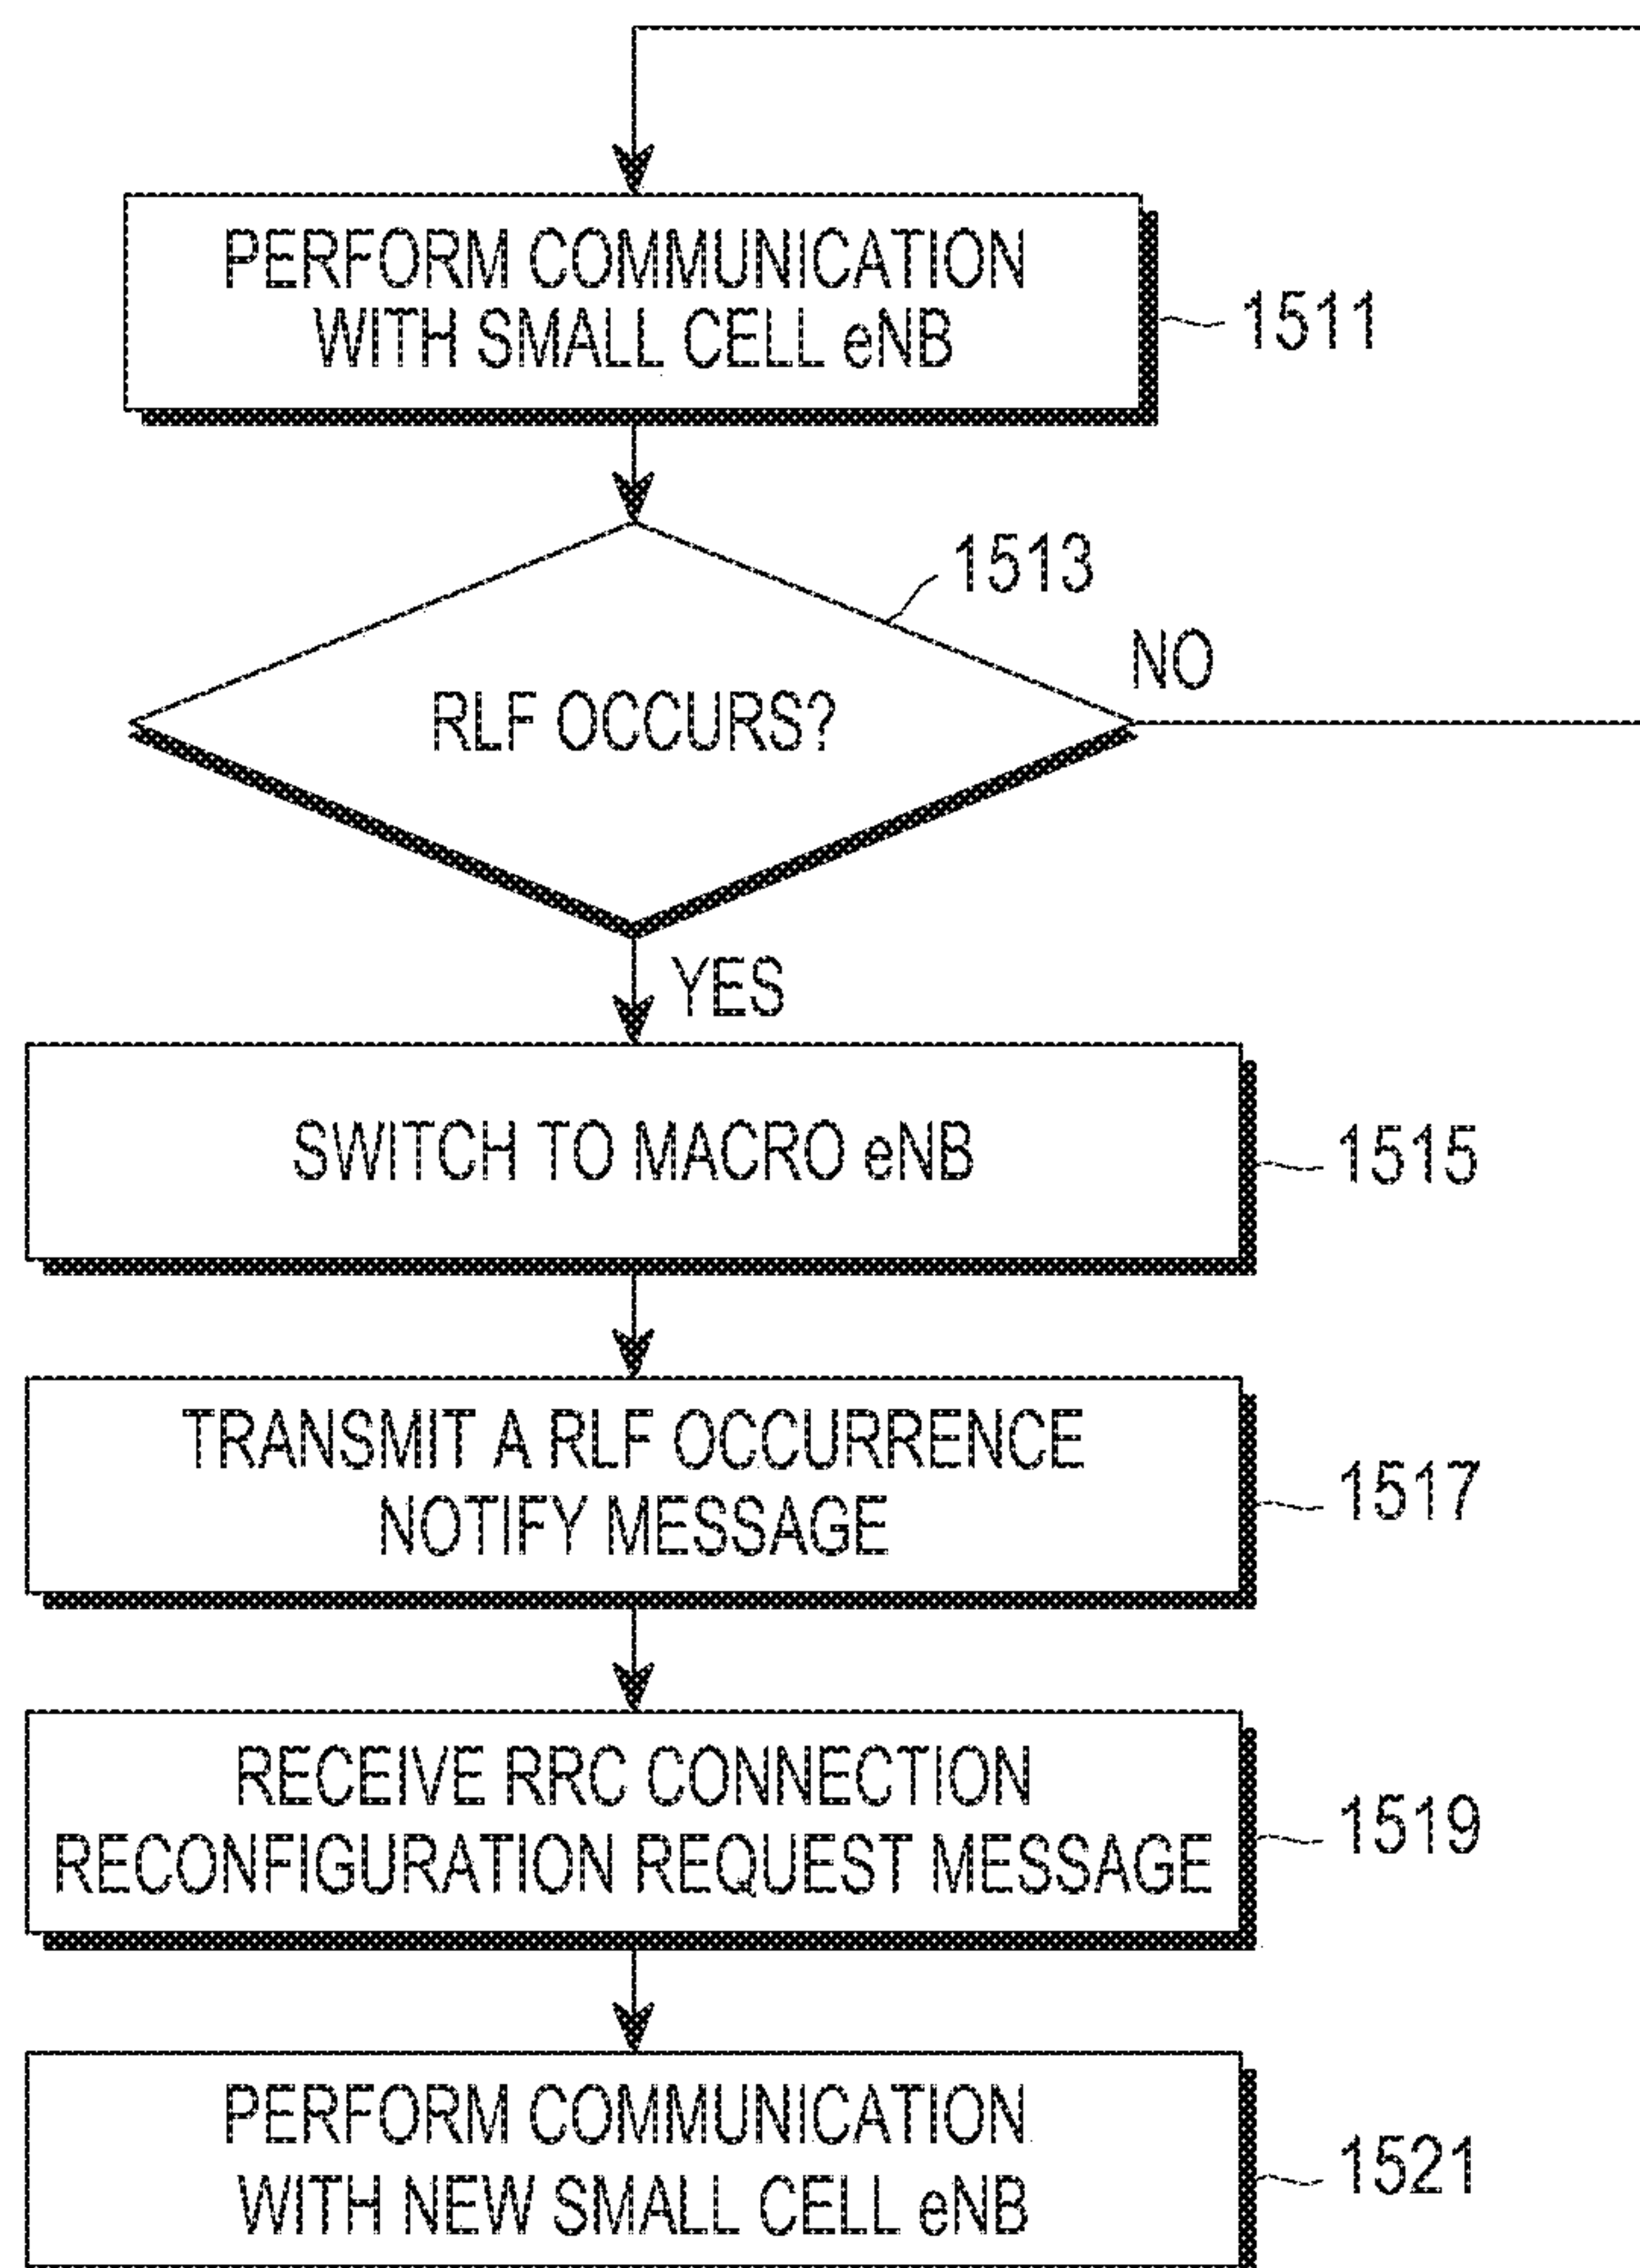 PERFORM COMMUNICATION
WITH SMALL CELL eNB
1511
1513
NO
RLF OCCURS?
YES
SWITCH TO MACRO eNB
1515
TRANSMIT A RLF OCCURRENCE
NOTIFY MESSAGE
1517
RECEIVE RRC CONNECTION
RECONFIGURATION REQUEST MESSAGE
1519
PERFORM COMMUNICATION
WITH NEW SMALL CELL eNB
1521